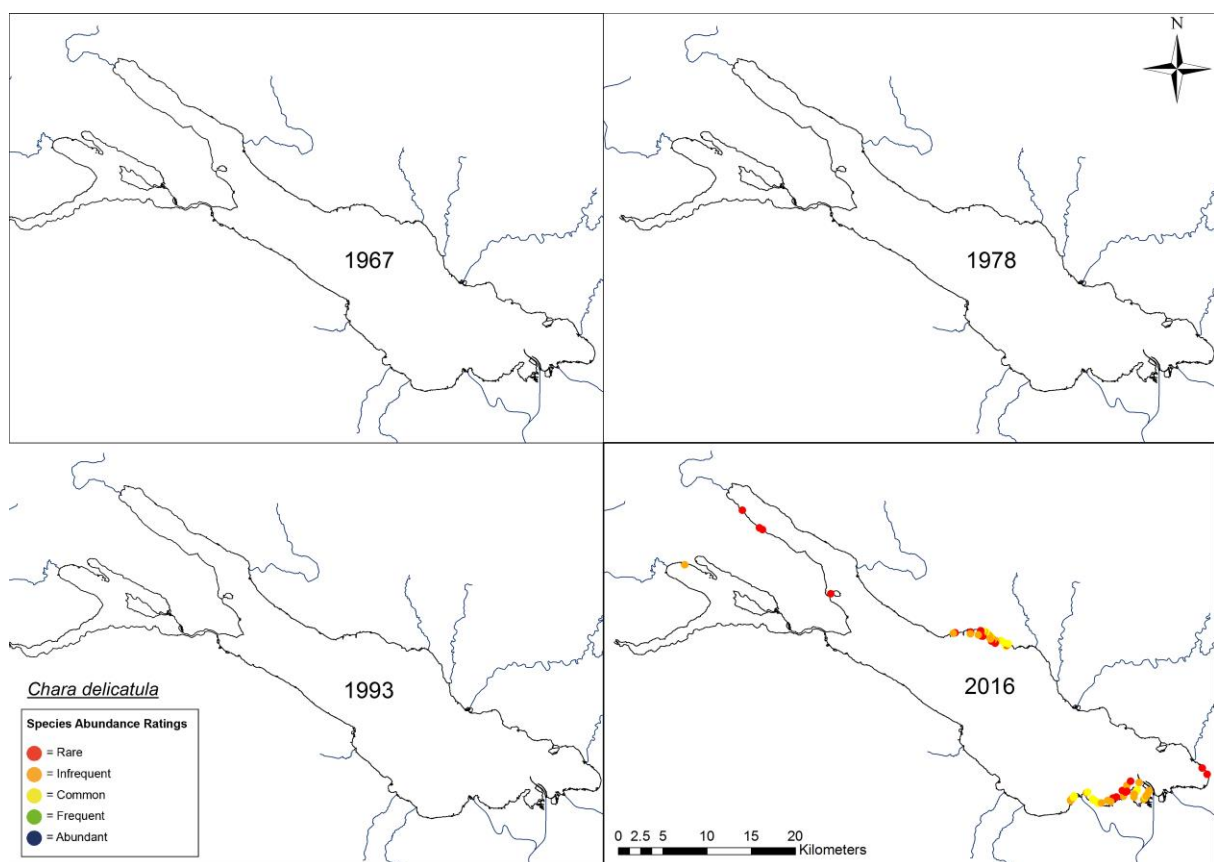 N
1967
1978
1993
2016
Chara delicatula
Species Abundance Ratings
= Rare
= Infrequent
= Common
= Frequent
= Abundant
0 2.5 5 10 15 20
Kilometers